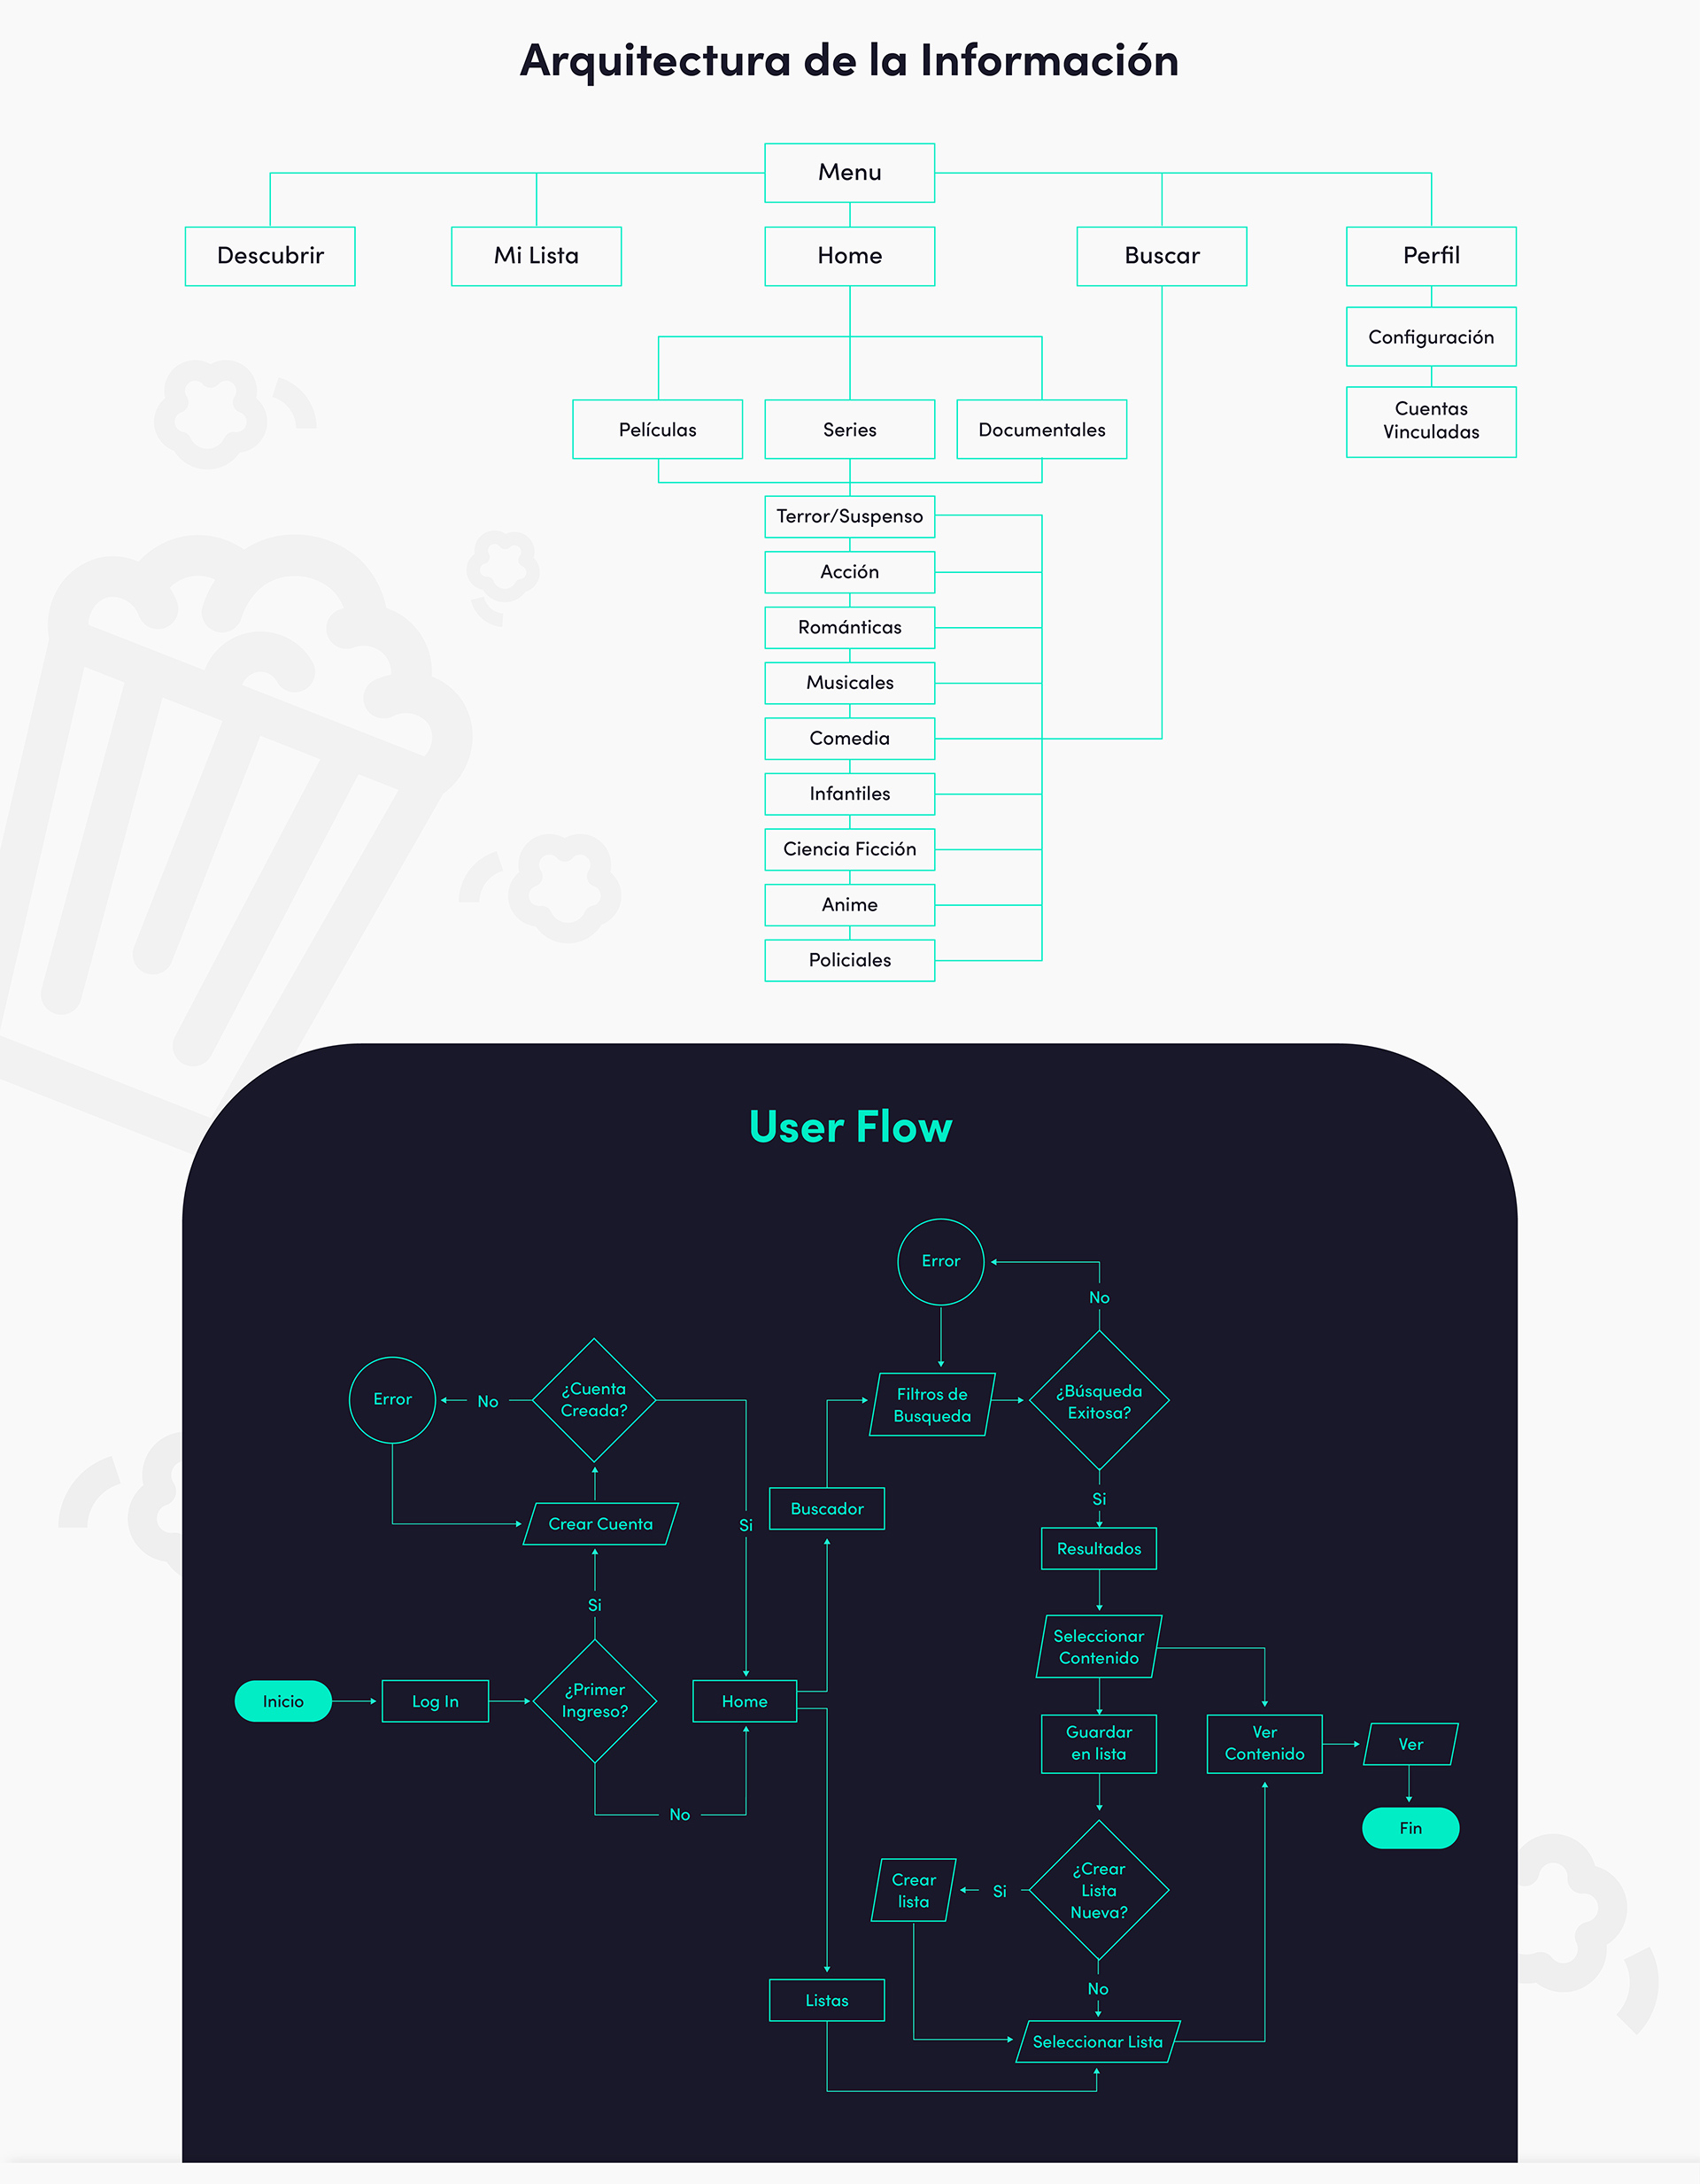 Arquitectura de la Información
Menu
Descubrir
Mi Lista
Home
Buscar
Perfil
Configuración
Cuentas
Vinculadas
Películas
Series
Documentales
Terror/Suspenso
Acción
Románticas
Musicales
Comedia
Infantiles
Ciencia Ficción
Anime
Policiales
User Flow
Error
No
Error
No
¿Cuenta
Creada?
Filtros de
Busqueda
¿Búsqueda
Exitosa?
Crear Cuenta
Si
Buscador
Si
Resultados
Si
Seleccionar
Contenido
Inicio
Log In
¿Primer
Ingreso?
Home
Guardar
en lista
Ver
Contenido
Ver
No
Fin
Crear
lista
Si
¿Crear
Lista
Nueva?
No
Listas
Seleccionar Lista